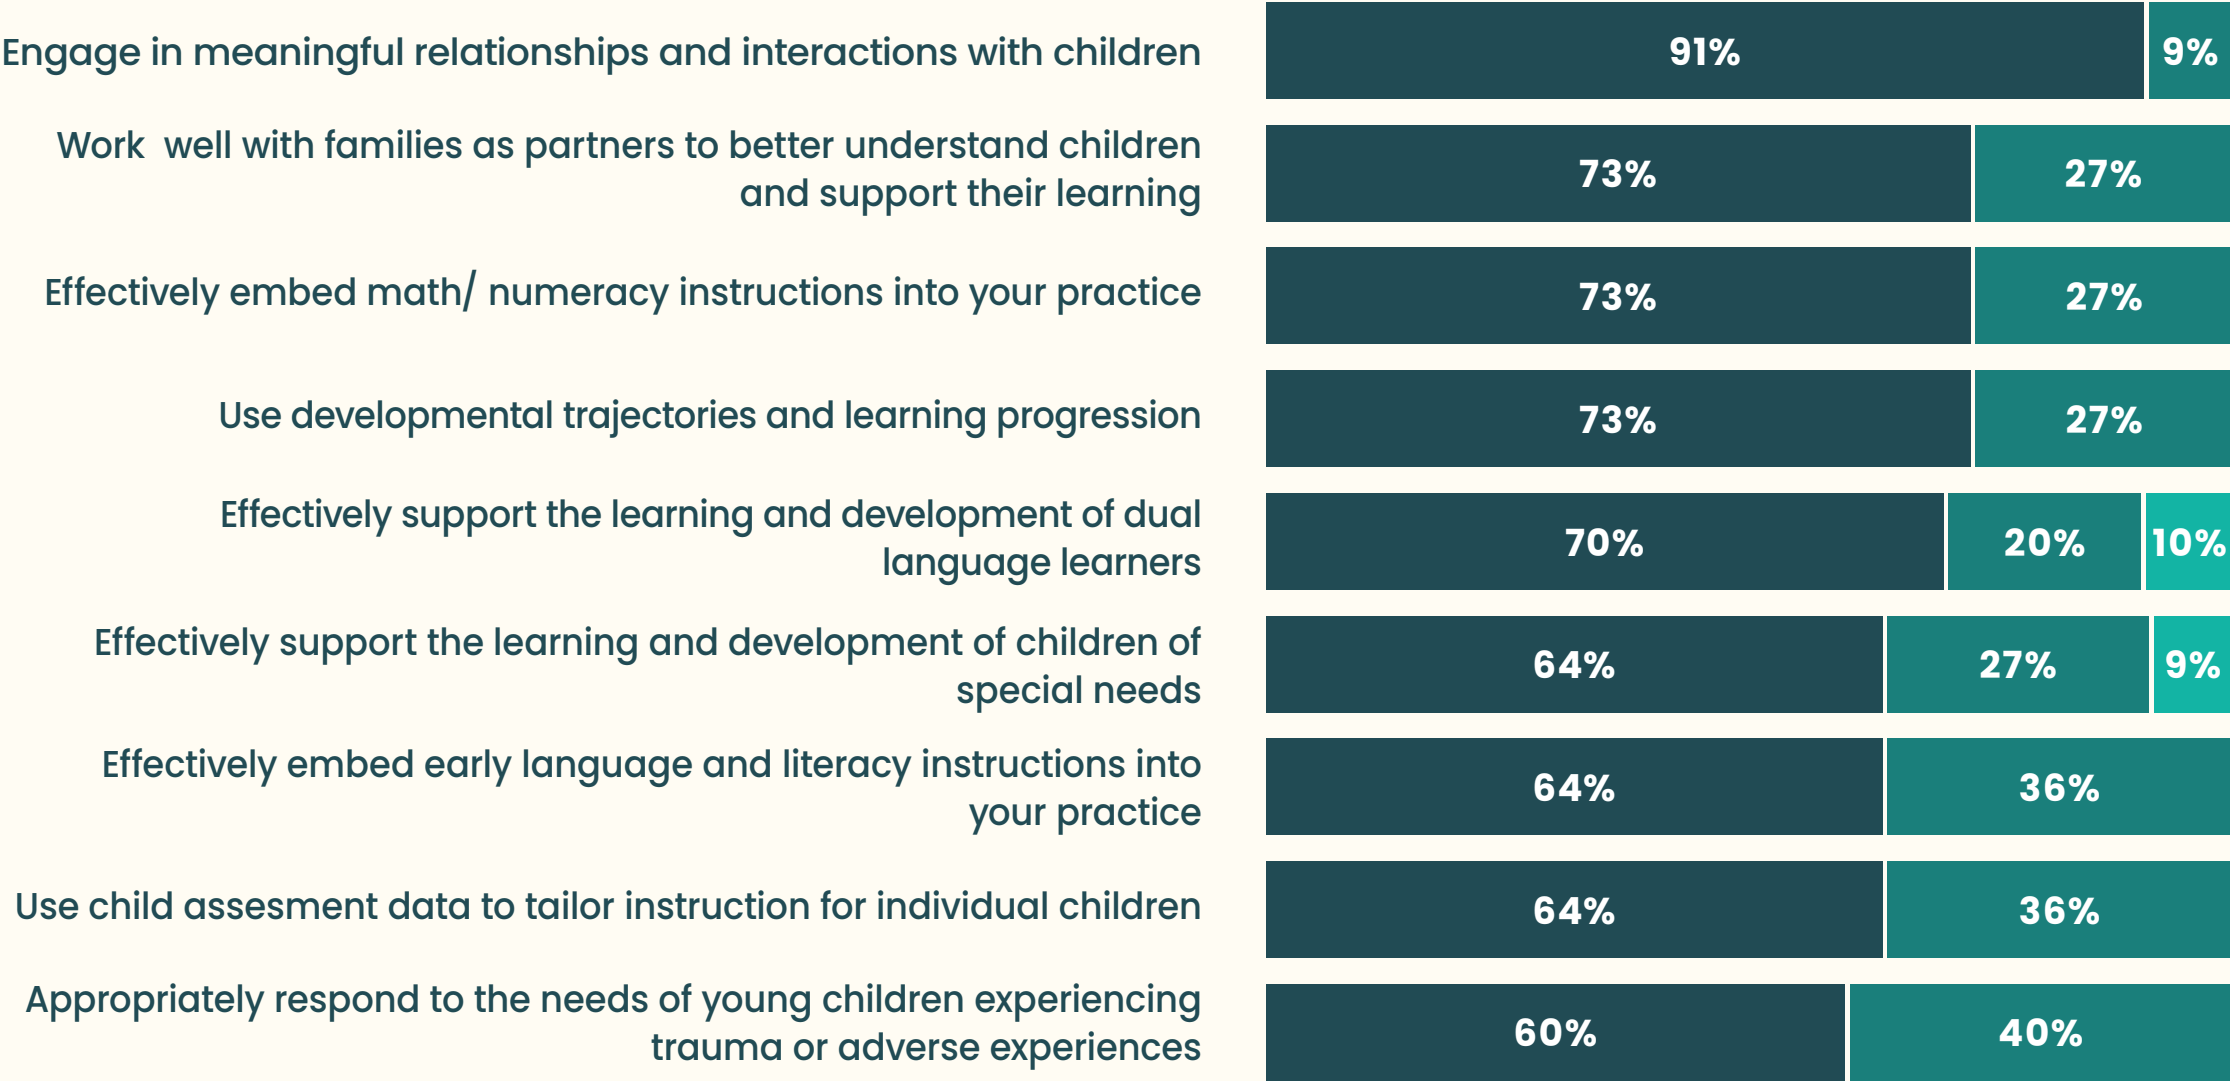 Engage in meaningful relationships and interactions with children
91%
9%
Work  well with families as partners to better understand children
and support their learning
73%
27%
Effectively embed math/ numeracy instructions into your practice
73%
27%
Use developmental trajectories and learning progression
73%
27%
Effectively support the learning and development of dual
language learners
70%
20%
10%
Effectively support the learning and development of children of
special needs
64%
27%
9%
Effectively embed early language and literacy instructions into
your practice
64%
36%
Use child assesment data to tailor instruction for individual children
64%
36%
Appropriately respond to the needs of young children experiencing
trauma or adverse experiences
60%
40%